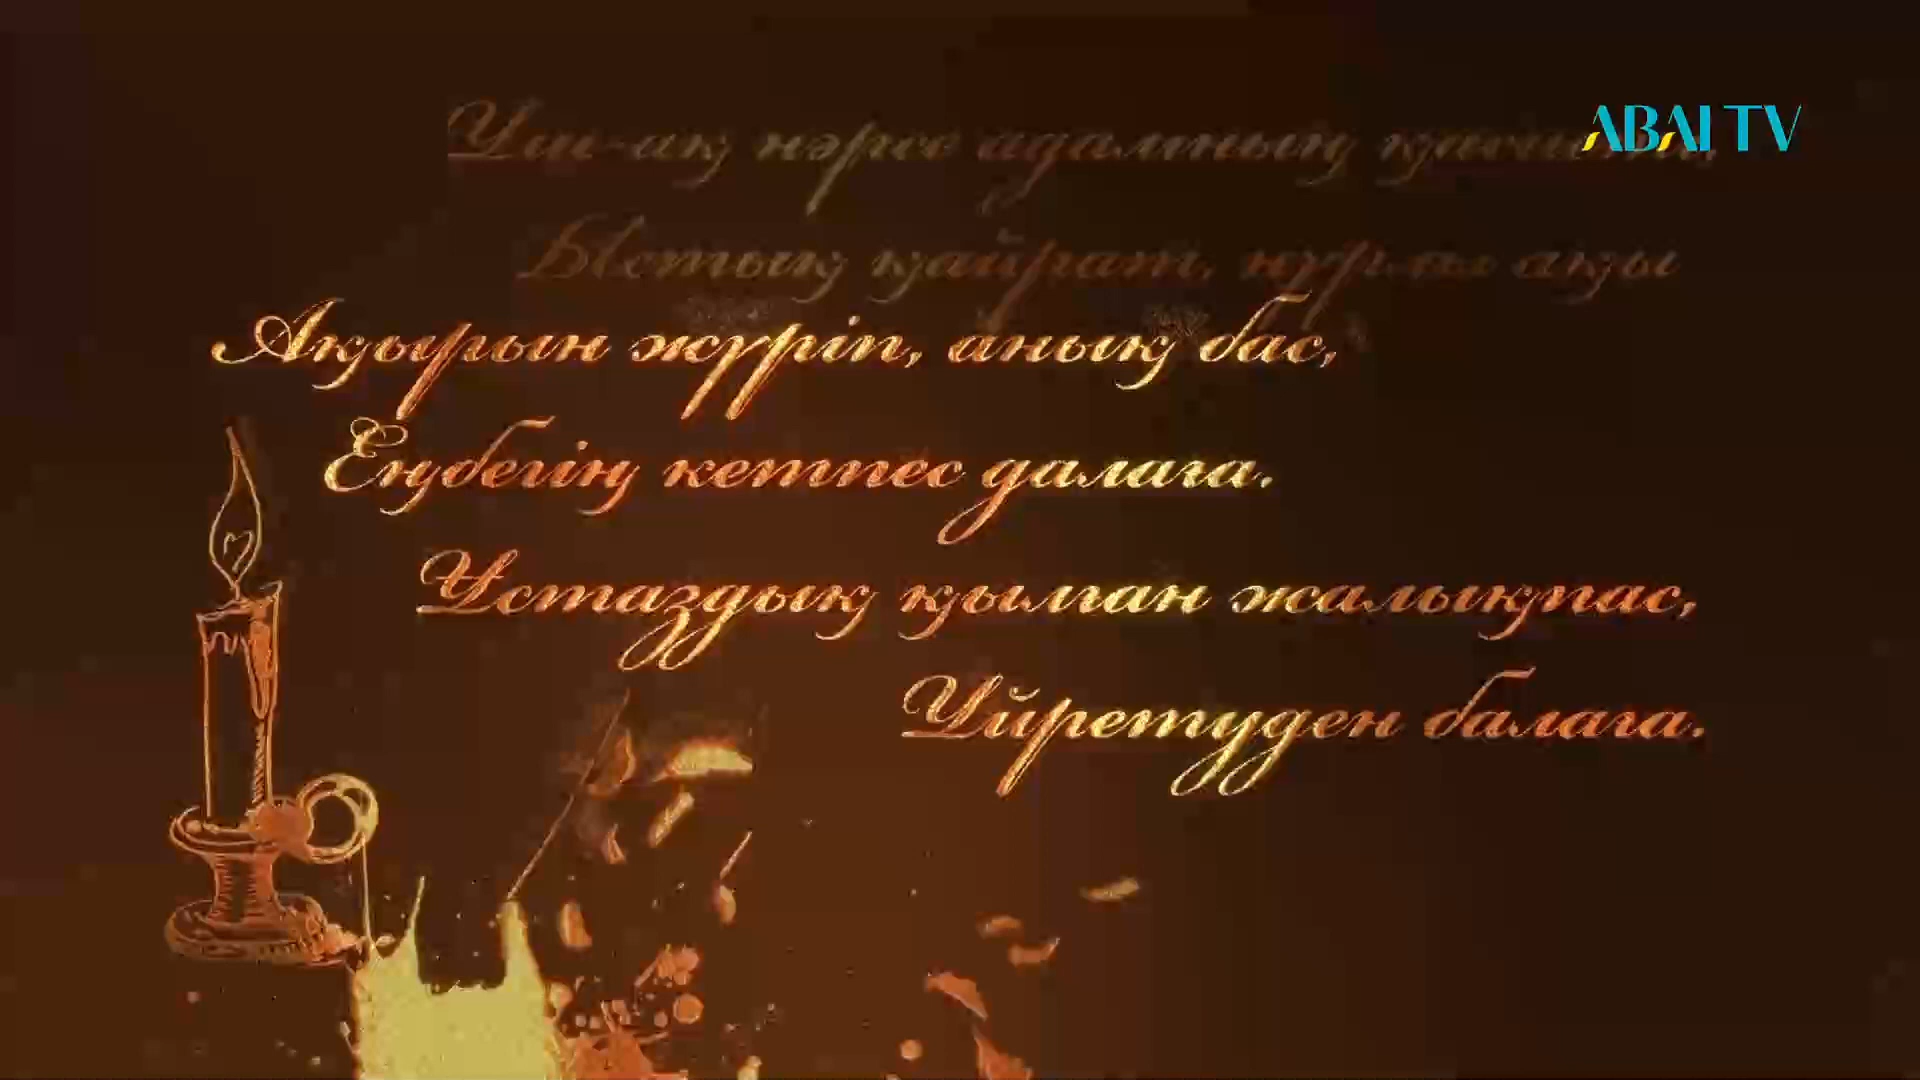 ABAI TV
Үш-ақ нәрсе адамның қасиеті,
Ыстық қайрат, нұрлы ақы
Ақырын жүріп, анық бас,
Еңбегің кетпес далаға.
Ұстаздық қылған жалықпас,
Үйретуден балаға.